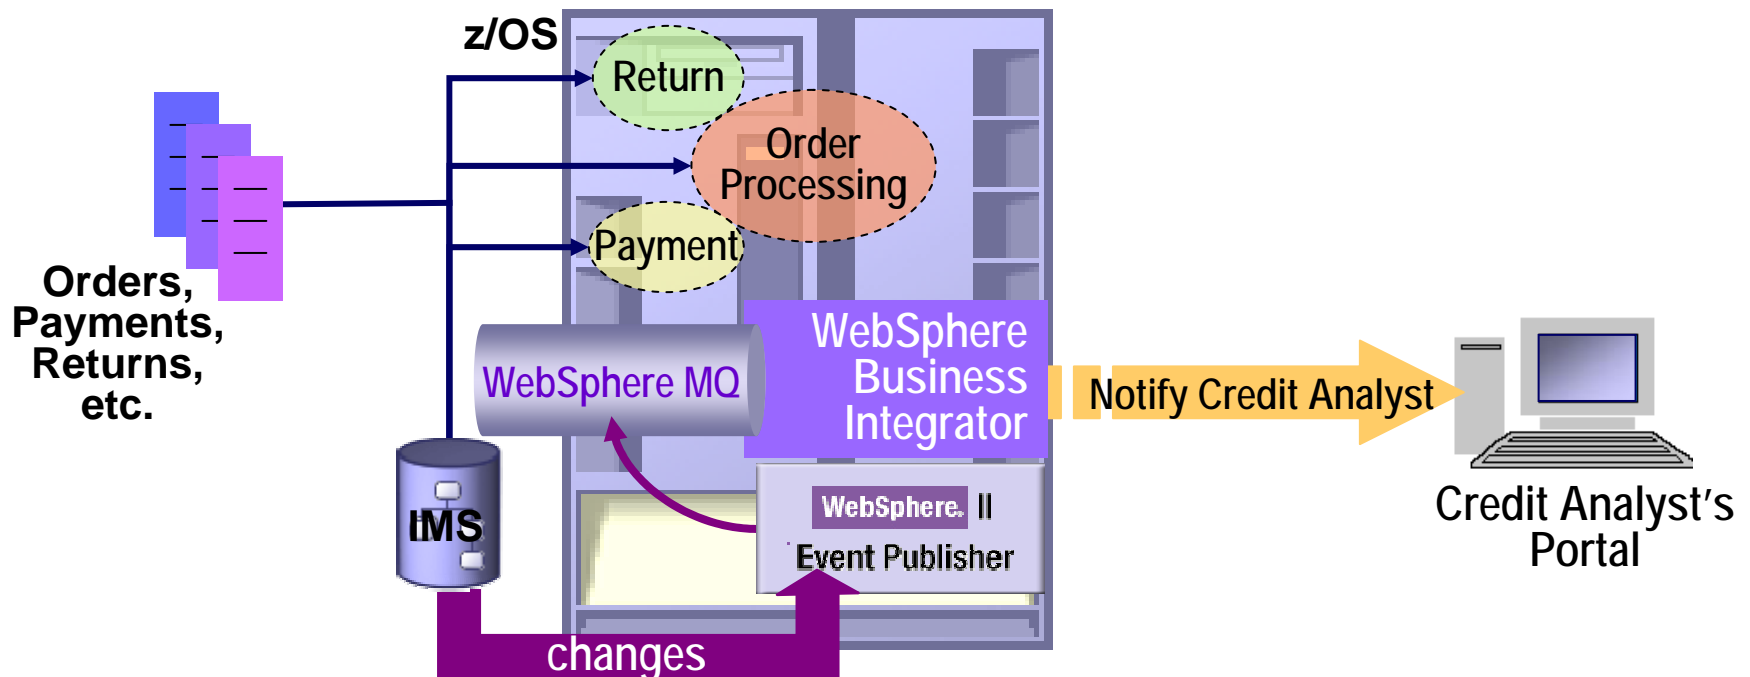 z/OS
Return
Order
Processing
Payment
Orders,
Payments,
Returns,
etc.
WebSphere MQ
WebSphere
Business
Integrator
Notify Credit Analyst
IMS
WebSphere. II
Event Publisher
Credit Analyst's
Portal
changes